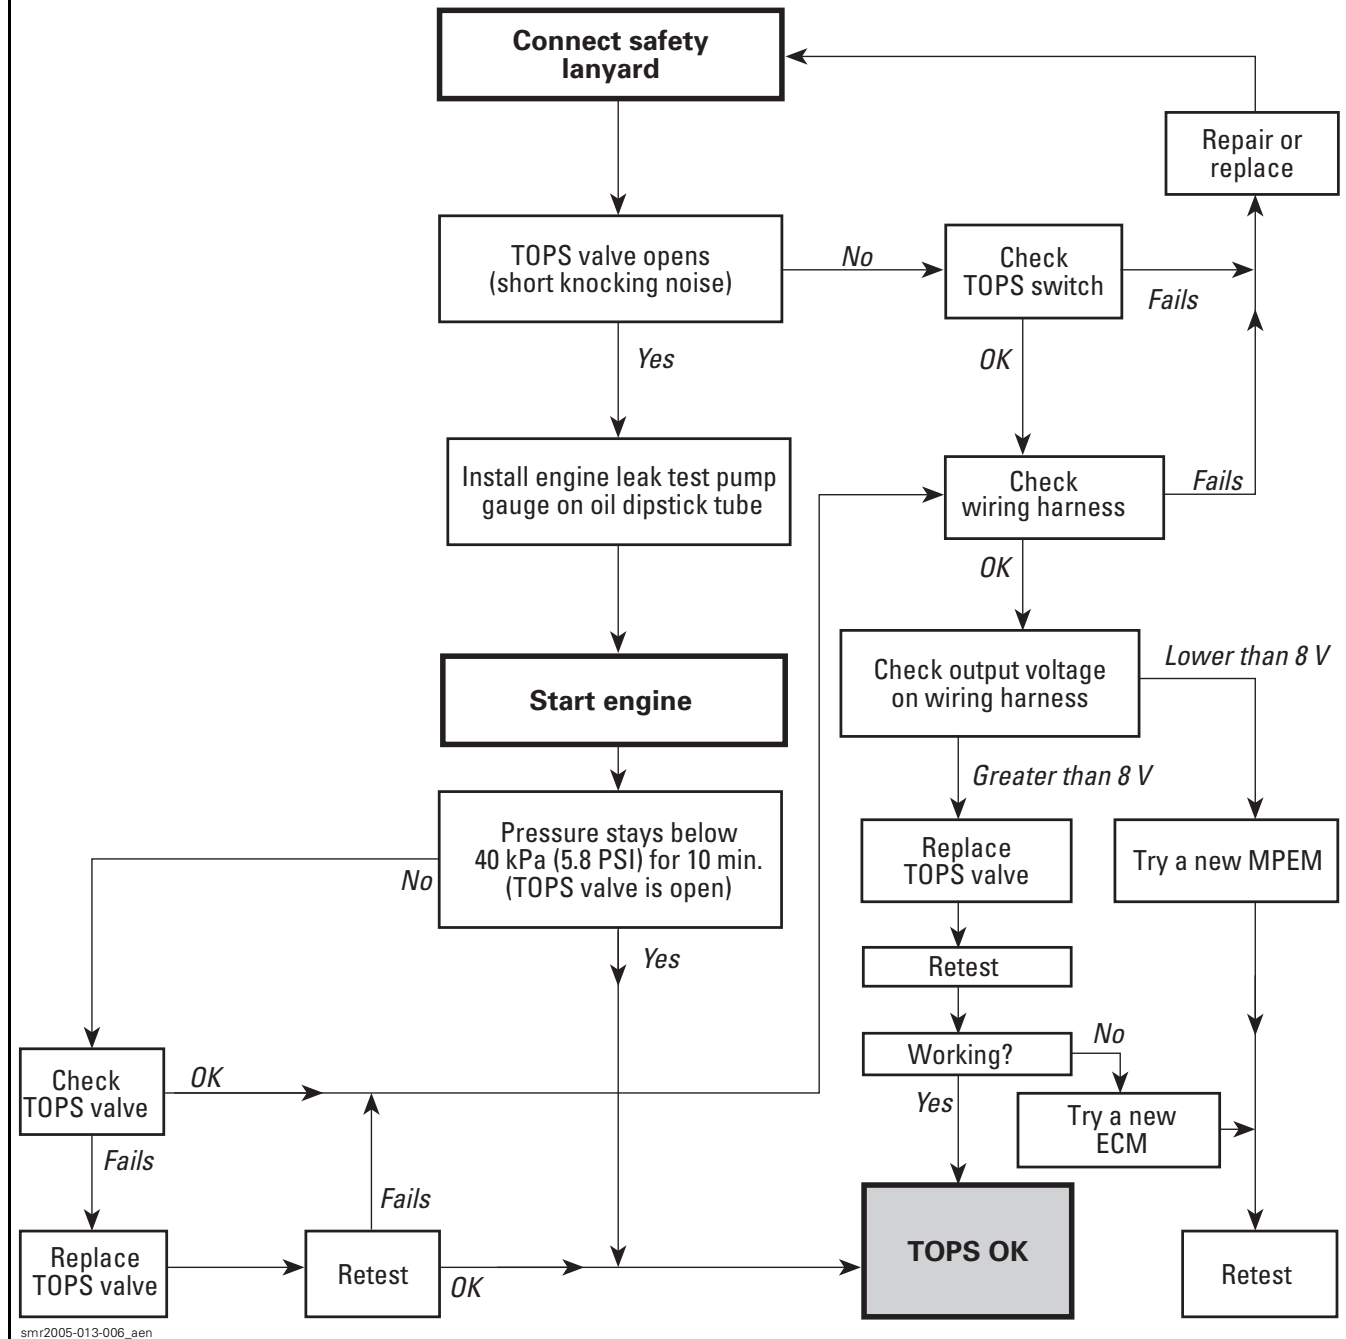 Connect safety
lanyard
Repair or
replace
TOPS valve opens
(short knocking noise)
No
Check
TOPS switch
Fails
Yes
OK
Install engine leak test pump
gauge on oil dipstick tube
Check
wiring harness
Fails
OK
Start engine
Check output voltage
on wiring harness
Lower than 8 V
Greater than 8 V
Pressure stays below
40 kPa (5.8 PSI) for 10 min.
(TOPS valve is open)
No
Yes
Replace
TOPS valve
Try a new MPEM
Retest
Working?
No
Yes
Try a new
ECM
Check
TOPS valve
OK
Fails
Fails
Replace
TOPS valve
Retest
OK
TOPS OK
Retest
smr2005-013-006_aen